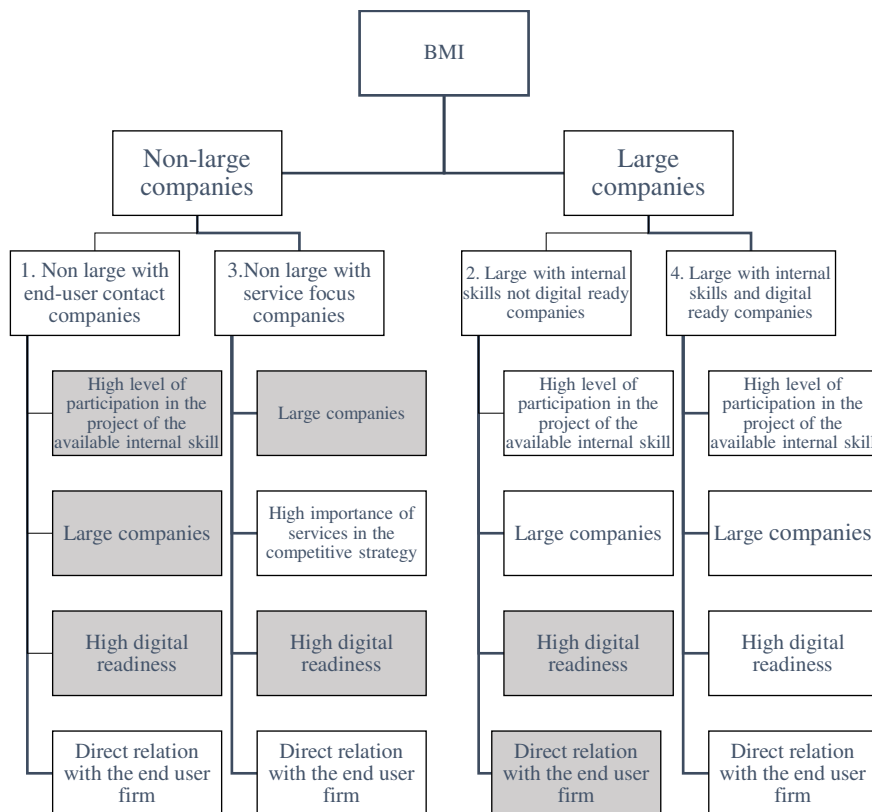 BMI
Non-large
companies
Large
companies
1. Non large with
end-user contact
companies
3.Non large with
service focus
companies
2. Large with internal
skills not digital ready
companies
4. Large with internal
skills and digital
ready companies
High level of
participation in the
project of the
available internal skill
Large companies
High digital
readiness
Direct relation
with the end user
firm
Large companies
High importance of
services in the
competitive strategy
High digital
readiness
Direct relation
with the end user
firm
High level of
participation in the
project of the
available internal skill
Large companies
High digital
readiness
Direct relation
with the end user
firm
High level of
participation in the
project of the
available internal skill
Large companies
High digital
readiness
Direct relation
with the end user
firm